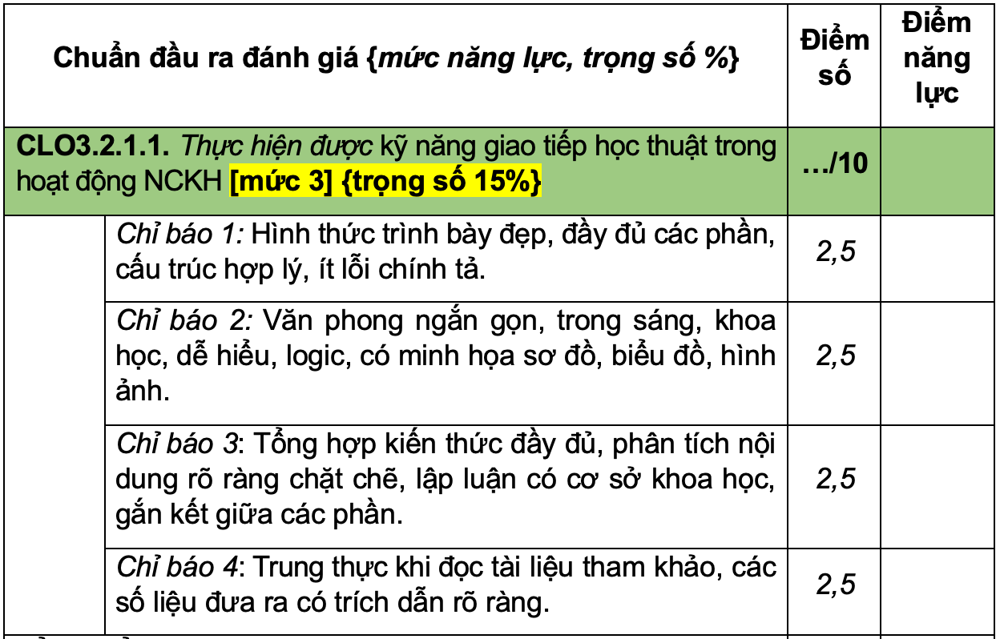 Chuẩn đầu ra đánh giá {mức năng lực, trọng số %}
Điểm
số
Điểm
năng
lực
CLO3.2.1.1. Thực hiện được kỹ năng giao tiếp học thuật trong
hoạt động NCKH [mức 3] {trọng số 15%}
…/10
Chỉ báo 1: Hình thức trình bày đẹp, đầy đủ các phần,
cấu trúc hợp lý, ít lỗi chính tả.
2,5
Chỉ báo 2: Văn phong ngắn gọn, trong sáng, khoa
học, dễ hiểu, logic, có minh họa sơ đồ, biểu đồ, hình
ảnh.
2,5
Chỉ báo 3: Tổng hợp kiến thức đầy đủ, phân tích nội
dung rõ ràng chặt chẽ, lập luận có cơ sở khoa học,
gắn kết giữa các phần.
2,5
Chỉ báo 4: Trung thực khi đọc tài liệu tham khảo, các
số liệu đưa ra có trích dẫn rõ ràng.
2,5